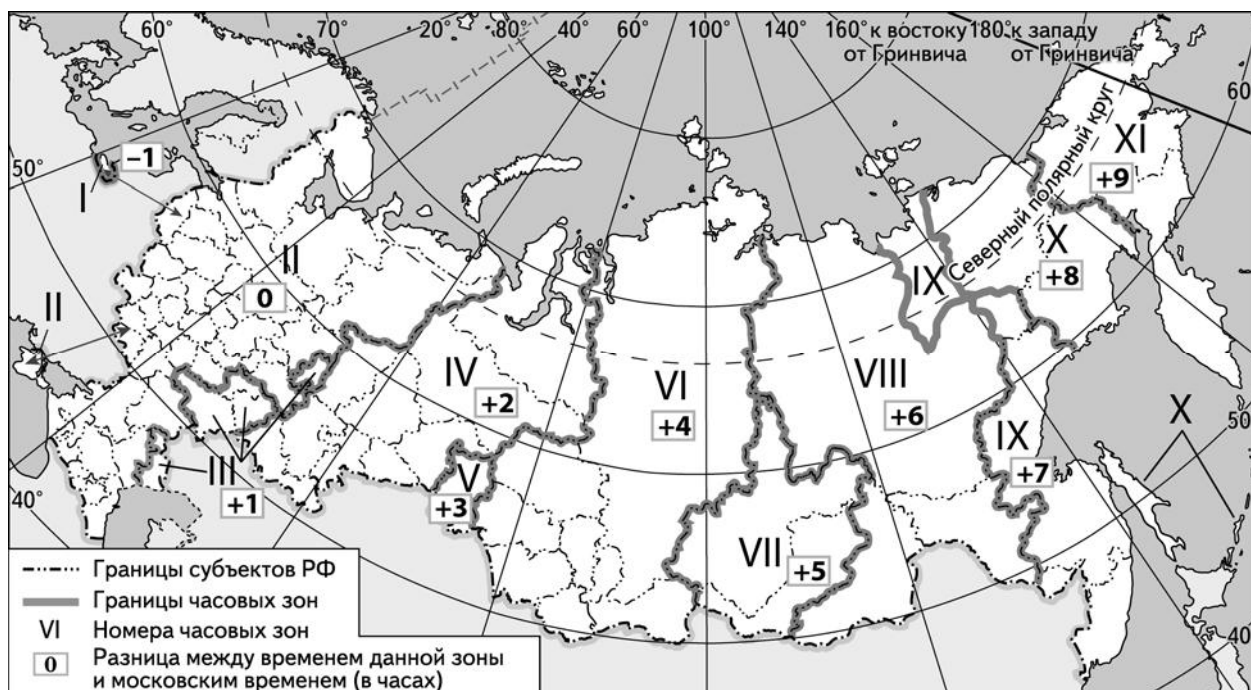 60° 70° 20° 60° 40° 80° 100° 120° 140° 160° к востоку от Гринвича 180° к западу от Гринвича
60°
50°
40°
50°
40°
Северный полярный круг
I
–1
II
II
0
III
+1
IV
+2
V
+3
VI
+4
VII
+5
VIII
+6
IX
IX
+7
X
+8
X
XI
+9
Границы субъектов РФ
Границы часовых зон
VI Номера часовых зон
0 Разница между временем данной зоны
и московским временем (в часах)